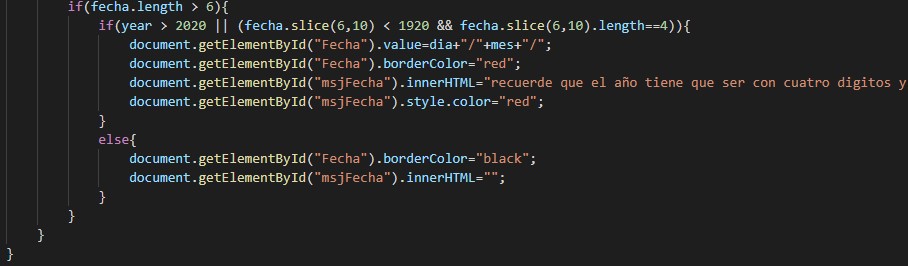 if(fecha.length > 6){
if(year > 2020 || (fecha.slice(6,10) < 1920 && fecha.slice(6,10).length==4)){
document.getElementById("Fecha").value=dia+"/"+mes+"/";
document.getElementById("Fecha").borderColor="red";
document.getElementById("msjFecha").innerHTML="recuerde que el año tiene que ser con cuatro digitos y
document.getElementById("msjFecha").style.color="red";
}
else{
document.getElementById("Fecha").borderColor="black";
document.getElementById("msjFecha").innerHTML="";
}
}
}
}